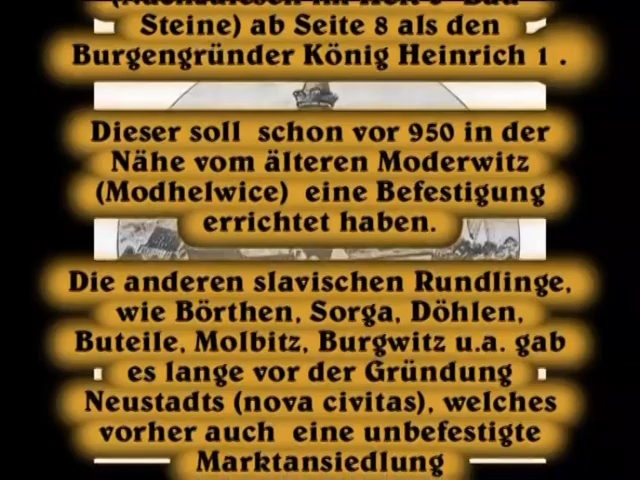 Steine) ab Seite 8 als den
Burgengründer König Heinrich 1 .
Dieser soll schon vor 950 in der
Nähe vom älteren Moderwitz
(Modhelwice) eine Befestigung
errichtet haben.
Die anderen slavischen Rundlinge,
wie Börthen, Sorga, Döhlen,
Buteile, Molbitz, Burgwitz u.a. gab
es lange vor der Gründung
Neustadts (nova civitas), welches
vorher auch eine unbefestigte
Marktansiedlung